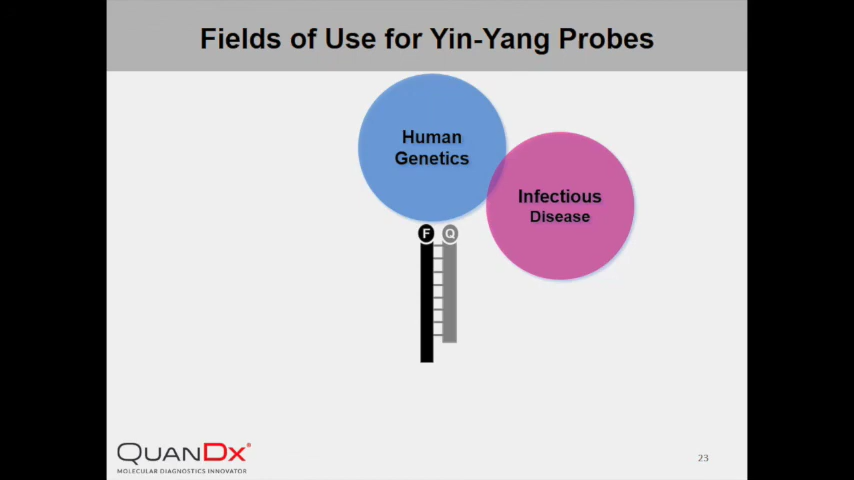 Fields of Use for Yin-Yang Probes
Human
Genetics
Infectious
Disease
F Q
QUANDX®
MOLECULAR DIAGNOSTICS INNOVATOR
23